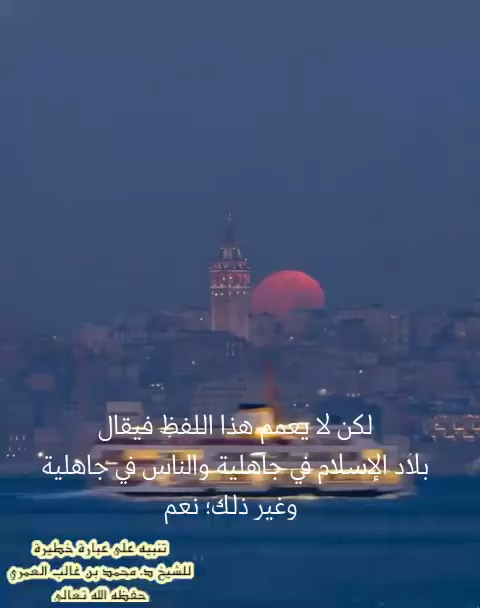 لكن لا يعمم هذا اللفظ فيقال
بلاد الإسلام في جاهلية والناس في جاهلية
وغير ذلك؛ نعم
تنبيه على عبارة خطيرة
للشيخ د. محمد بن غالب العمري
حفظه الله تعالى